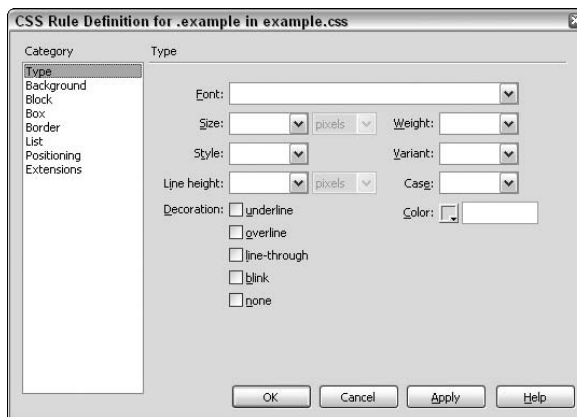 CSS Rule Definition for .example in example.css
Category
Type
Type
Background
Block
Box
Border
List
Positioning
Extensions
Font:
Size: pixels Weight:
Style: Variant:
Line height: pixels Case:
Decoration: underline Color:
overline
line-through
blink
none
OK Cancel Apply Help